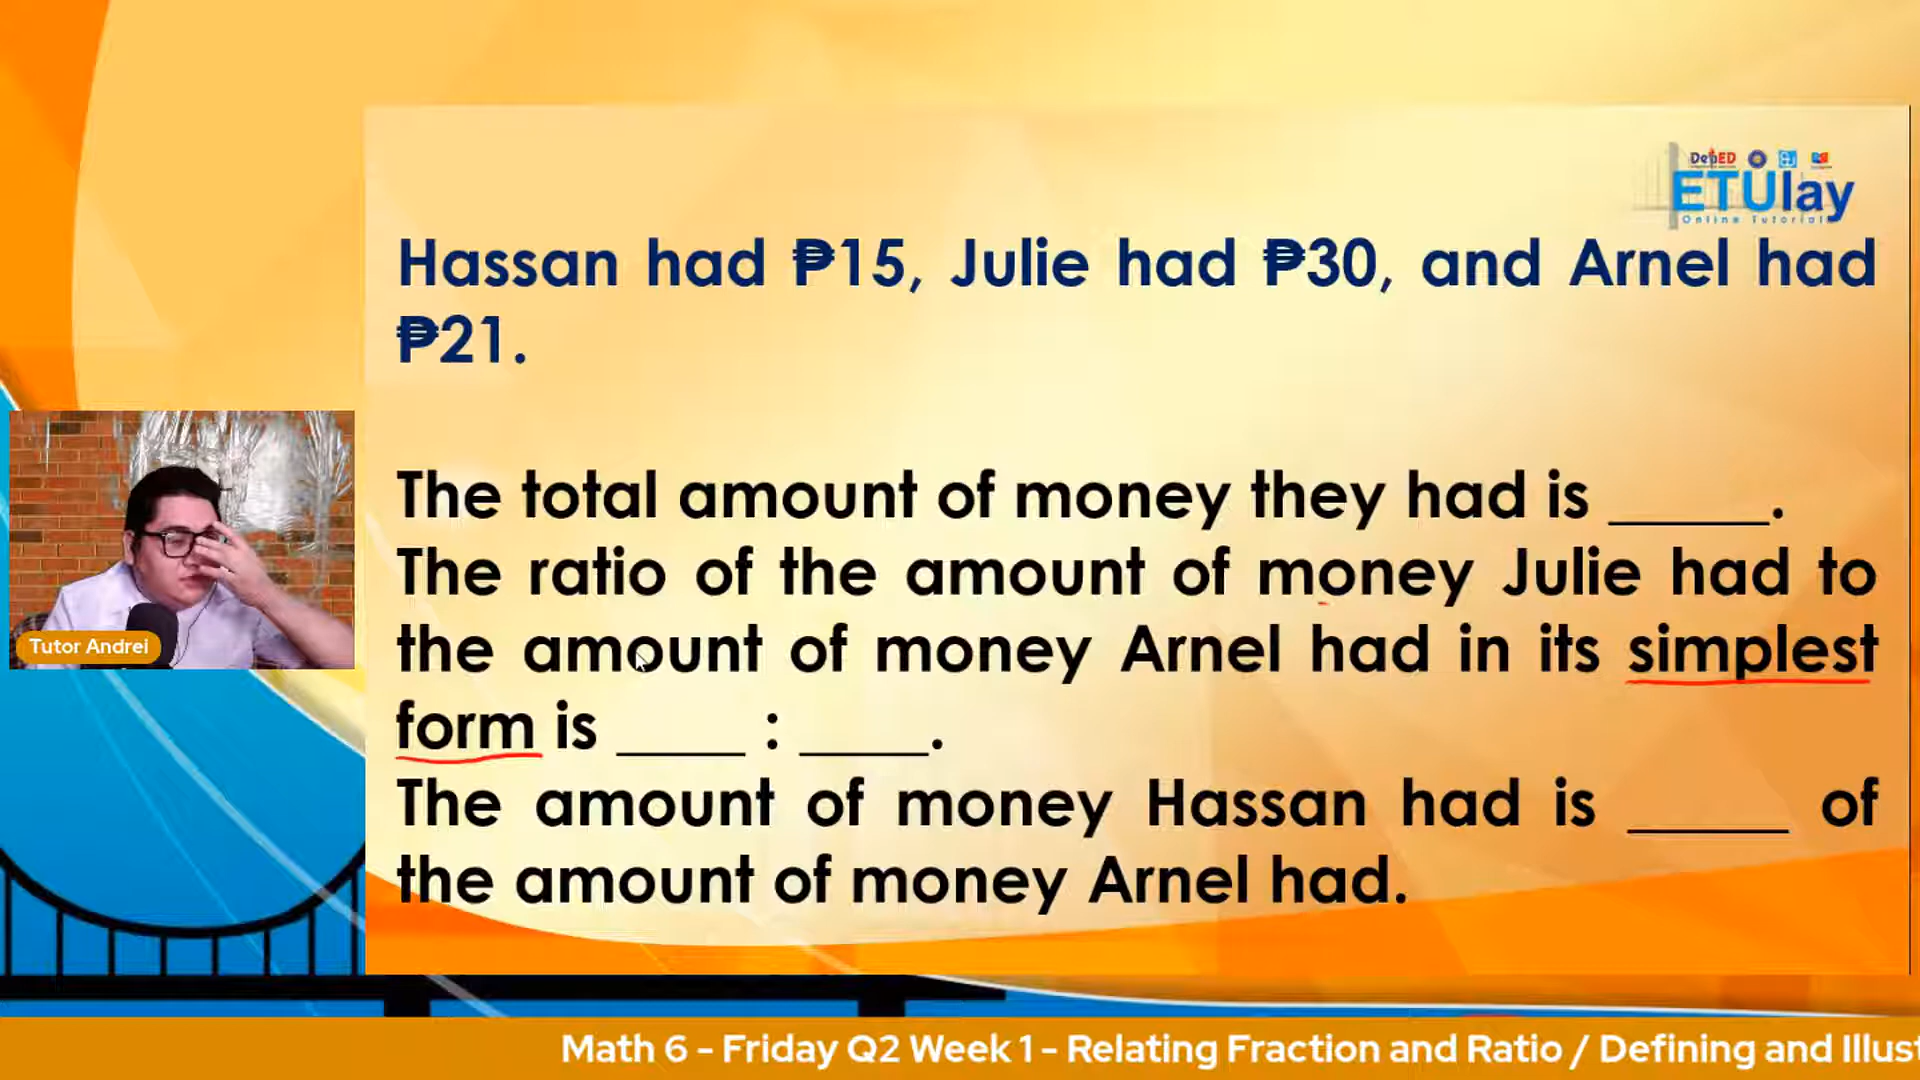 DepED
ETUlay
Online Tutorial
Hassan had ₱15, Julie had ₱30, and Arnel had
₱21.
The total amount of money they had is _____.
The ratio of the amount of money Julie had to
the amount of money Arnel had in its simplest
form is ____ : ____.
The amount of money Hassan had is _____ of
the amount of money Arnel had.
Tutor Andrei
Math 6 - Friday Q2 Week 1 - Relating Fraction and Ratio / Defining and Illust